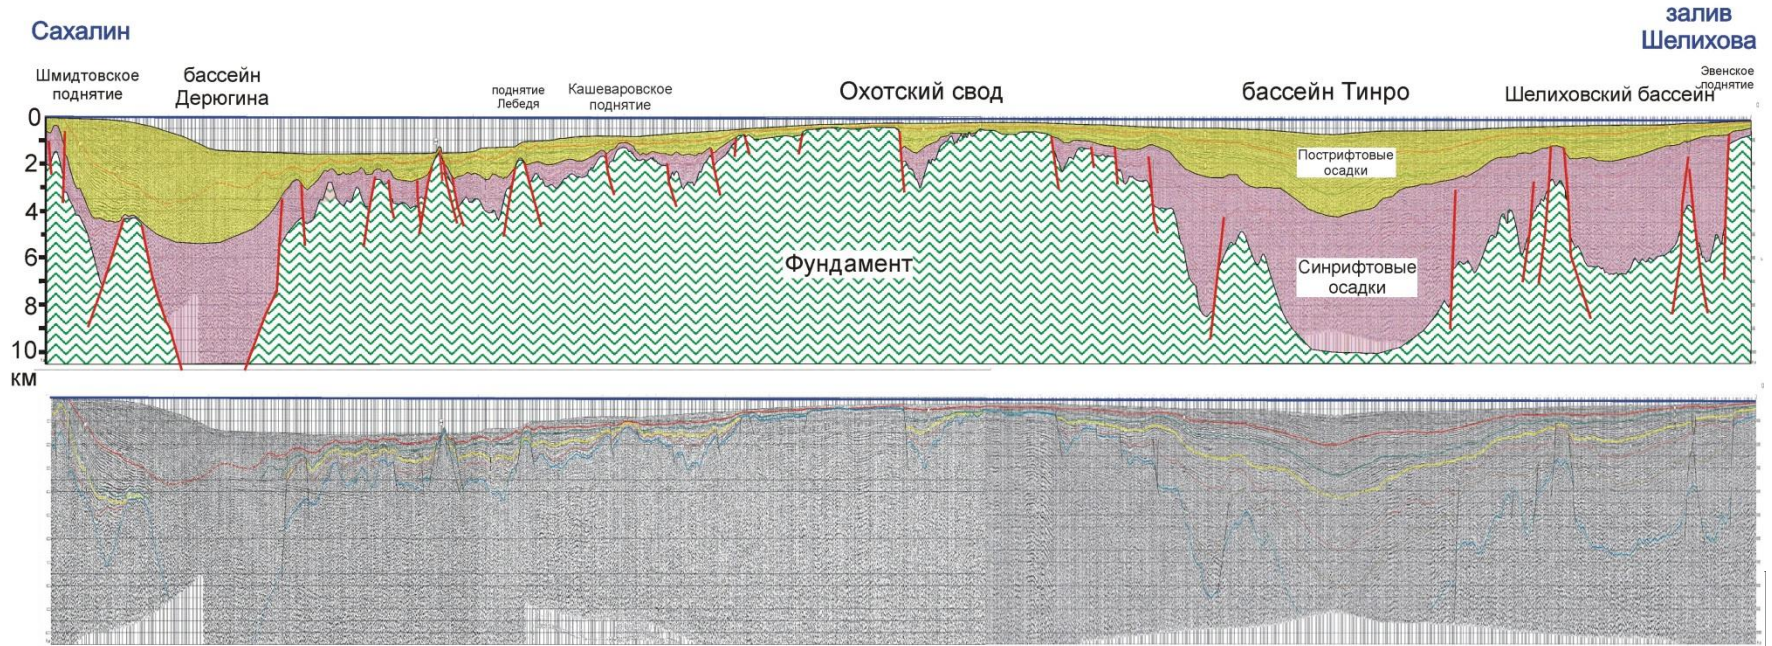 Сахалин
залив
Шелихова
Шмидтовское
поднятие
бассейн
Дерюгина
поднятие
Лебедя
Кашеваровское
поднятие
Охотский свод
бассейн Тинро
Шелиховский бассейн
Эвенское
поднятие
0
2
4
6
8
10
км
Пострифтовые
осадки
Фундамент
Синрифтовые
осадки